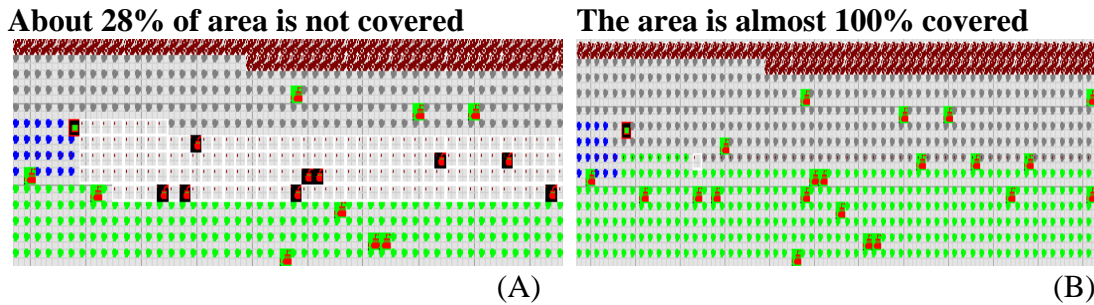 About 28% of area is not covered
The area is almost 100% covered
(A)
(B)